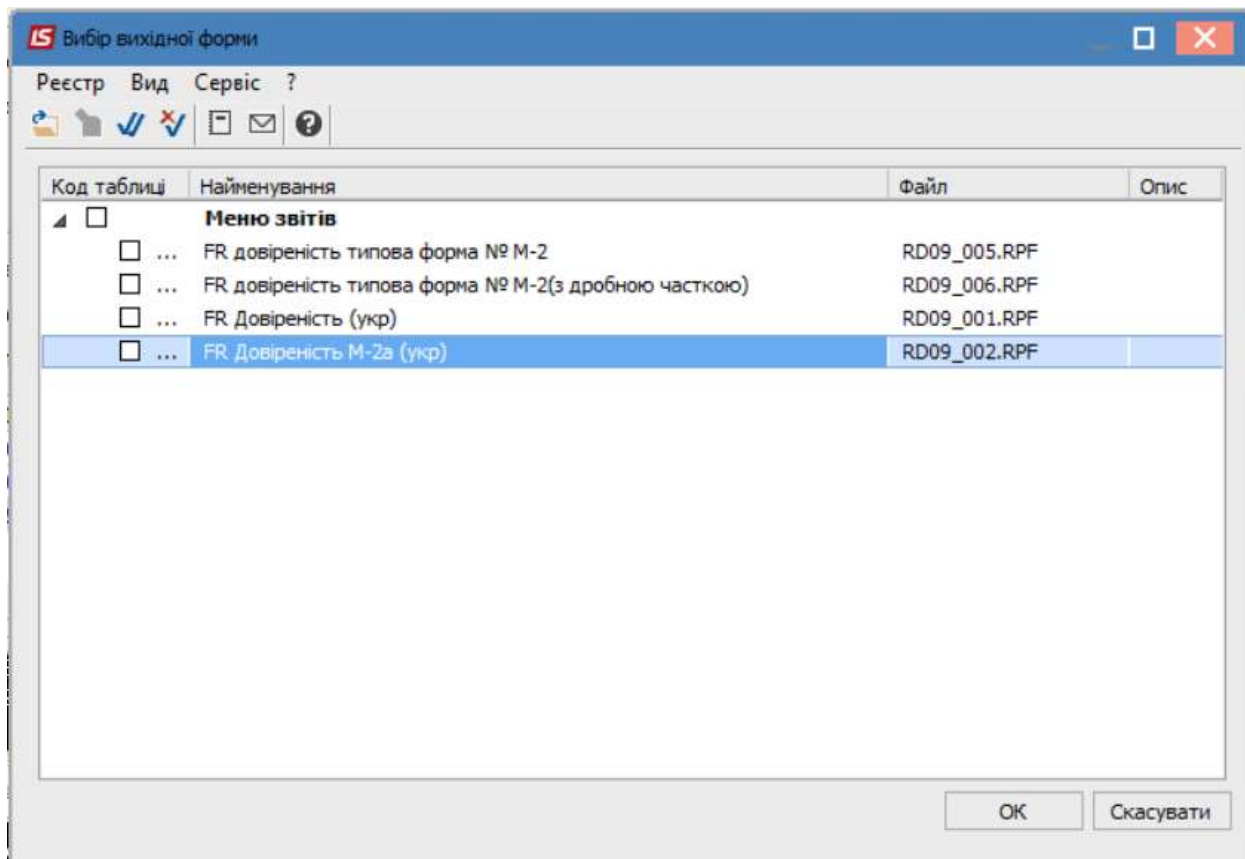 IS Вибір вихідної форми
Реєстр Вид Сервіс ?
Код таблиці Найменування Файл Опис
Меню звітів
... FR довіреність типова форма № М-2 RD09_005.RPF
... FR довіреність типова форма № М-2(з дробною часткою) RD09_006.RPF
... FR Довіреність (укр) RD09_001.RPF
... FR Довіреність М-2а (укр) RD09_002.RPF
OK Скасувати